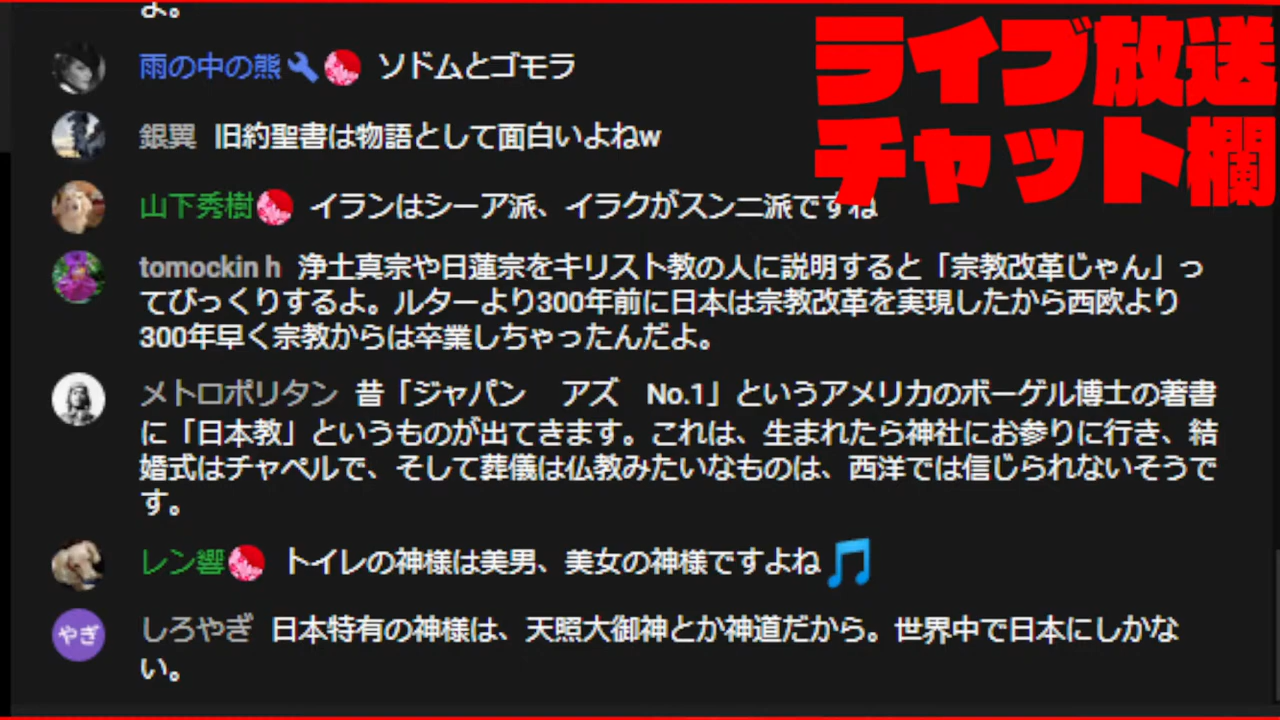 よ。
ライブ放送
チャット欄
雨の中の熊 ソドムとゴモラ
銀翼 旧約聖書は物語として面白いよねw
山下秀樹 イランはシーア派、イラクがスンニ派ですね
tomockin h 浄土真宗や日蓮宗をキリスト教の人に説明すると「宗教改革じゃん」っ
てびっくりするよ。ルターより300年前に日本は宗教改革を実現したから西欧より
300年早く宗教からは卒業しちゃったんだよ。
メトロポリタン 昔「ジャパン　アズ　No.1」というアメリカのボーゲル博士の著書
に「日本教」というものが出てきます。これは、生まれたら神社にお参りに行き、結
婚式はチャペルで、そして葬儀は仏教みたいなものは、西洋では信じられないそうで
す。
レン響 トイレの神様は美男、美女の神様ですよね
やぎ
しろやぎ 日本特有の神様は、天照大御神とか神道だから。世界中で日本にしかな
い。